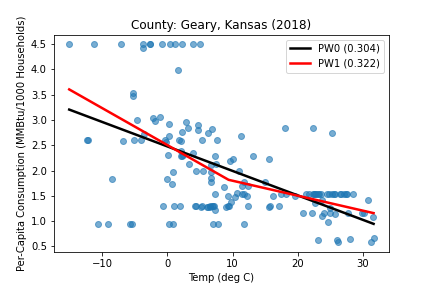 County: Geary, Kansas (2018)
Per-Capita Consumption (MMBtu/1000 Households)
4.5
4.0
3.5
3.0
2.5
2.0
1.5
1.0
0.5
PW0 (0.304)
PW1 (0.322)
−10
0
10
20
30
Temp (deg C)